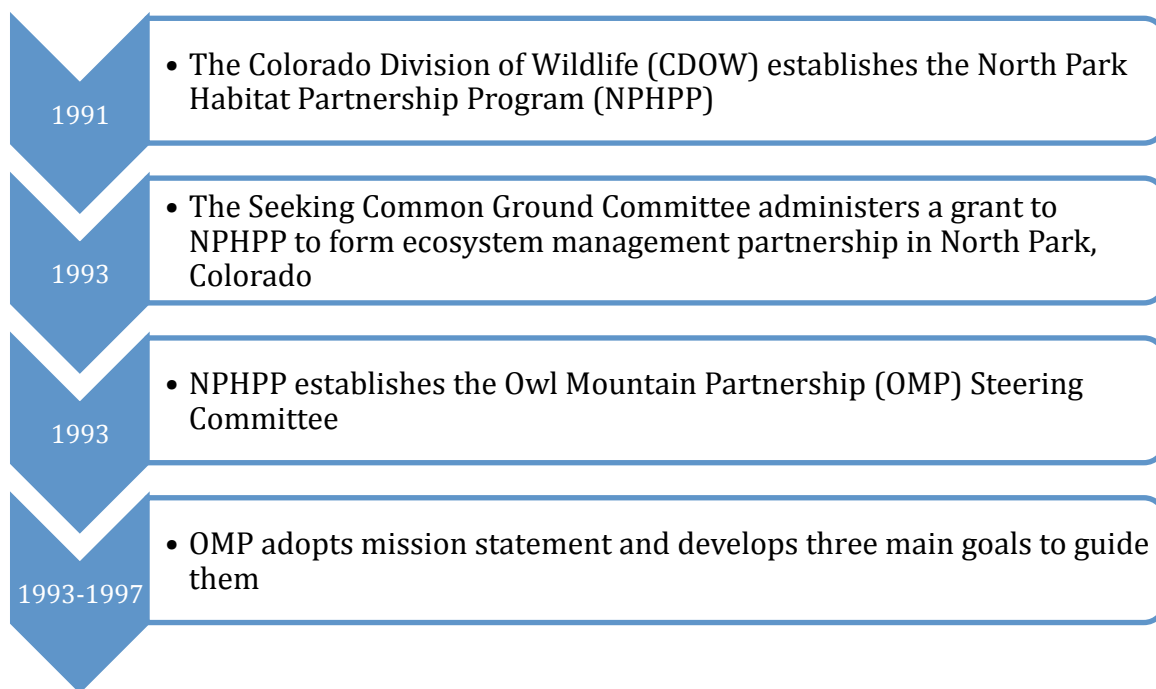 1991
• The Colorado Division of Wildlife (CDOW) establishes the North Park
Habitat Partnership Program (NPHPP)
1993
• The Seeking Common Ground Committee administers a grant to
NPHPP to form ecosystem management partnership in North Park,
Colorado
1993
• NPHPP establishes the Owl Mountain Partnership (OMP) Steering
Committee
1993-1997
• OMP adopts mission statement and develops three main goals to guide
them